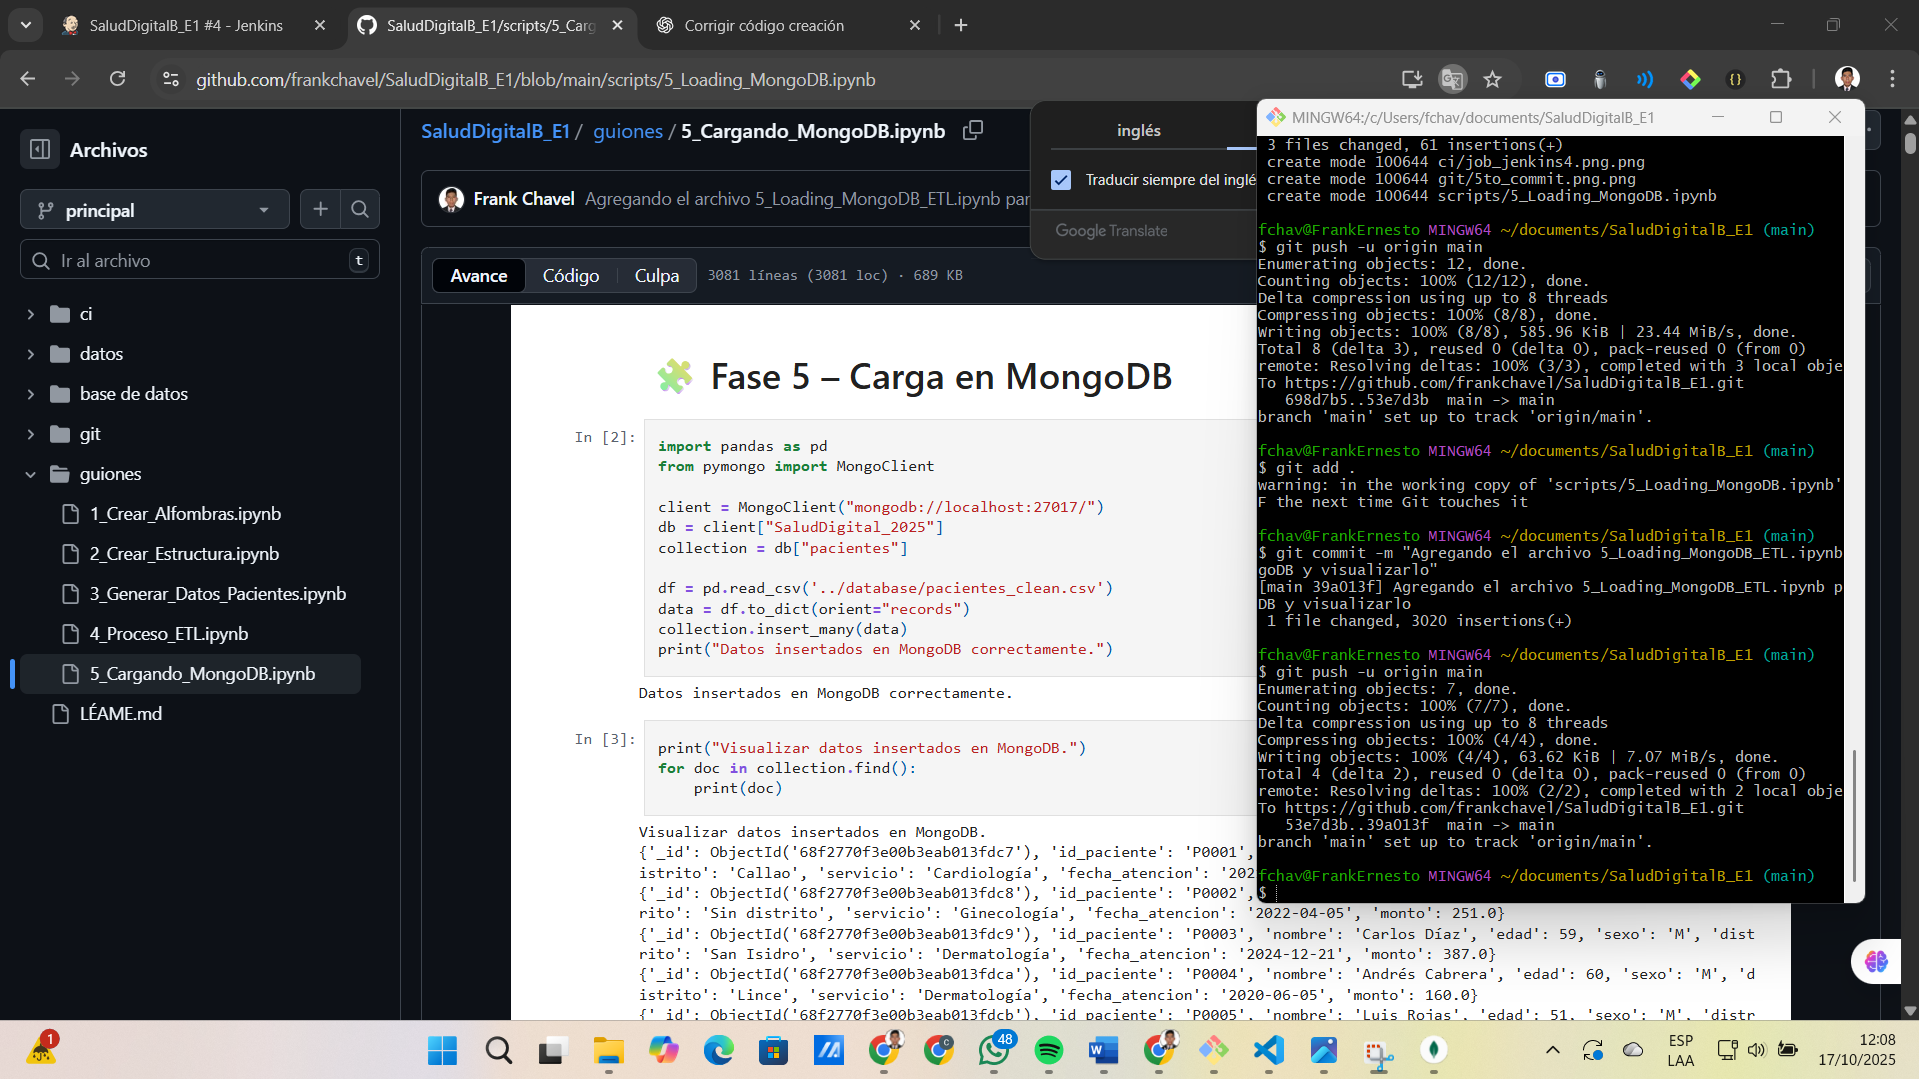 SaludDigitalB_E1 #4 - Jenkins
SaludDigitalB_E1/scripts/5_Carg
Corrigir código creación
github.com/frankchavel/SaludDigitalB_E1/blob/main/scripts/5_Loading_MongoDB.ipynb
Archivos
principal
Ir al archivo
t
ci
datos
base de datos
git
guiones
1_Crear_Alfombras.ipynb
2_Crear_Estructura.ipynb
3_Generar_Datos_Pacientes.ipynb
4_Proceso_ETL.ipynb
5_Cargando_MongoDB.ipynb
LÉAME.md
SaludDigitalB_E1 / guiones / 5_Cargando_MongoDB.ipynb
Frank Chavel Agregando el archivo 5_Loading_MongoDB_ETL.ipynb par
Avance Código Culpa 3081 líneas (3081 loc) · 689 KB
inglés
Traducir siempre del inglé
Google Translate
Fase 5 – Carga en MongoDB
In [2]:
import pandas as pd
from pymongo import MongoClient
client = MongoClient("mongodb://localhost:27017/")
db = client["SaludDigital_2025"]
collection = db["pacientes"]
df = pd.read_csv('../database/pacientes_clean.csv')
data = df.to_dict(orient="records")
collection.insert_many(data)
print("Datos insertados en MongoDB correctamente.")
Datos insertados en MongoDB correctamente.
In [3]:
print("Visualizar datos insertados en MongoDB.")
for doc in collection.find():
print(doc)
Visualizar datos insertados en MongoDB.
{'_id': ObjectId('68f2770f3e00b3eab013fdc7'), 'id_paciente': 'P0001',
istrito': 'Callao', 'servicio': 'Cardiología', 'fecha_atencion': '202
{'_id': ObjectId('68f2770f3e00b3eab013fdc8'), 'id_paciente': 'P0002',
rito': 'Sin distrito', 'servicio': 'Ginecología', 'fecha_atencion': '2022-04-05', 'monto': 251.0}
{'_id': ObjectId('68f2770f3e00b3eab013fdc9'), 'id_paciente': 'P0003', 'nombre': 'Carlos Díaz', 'edad': 59, 'sexo': 'M', 'dist
rito': 'San Isidro', 'servicio': 'Dermatología', 'fecha_atencion': '2024-12-21', 'monto': 387.0}
{'_id': ObjectId('68f2770f3e00b3eab013fdca'), 'id_paciente': 'P0004', 'nombre': 'Andrés Cabrera', 'edad': 60, 'sexo': 'M', 'd
istrito': 'Lince', 'servicio': 'Dermatología', 'fecha_atencion': '2020-06-05', 'monto': 160.0}
{'_id': ObjectId('68f2770f3e00b3eab013fdcb'), 'id_paciente': 'P0005', 'nombre': 'Luis Rojas', 'edad': 51, 'sexo': 'M', 'distr
MINGW64:/c/Users/fchav/documents/SaludDigitalB_E1
3 files changed, 61 insertions(+)
create mode 100644 ci/job_jenkins4.png.png
create mode 100644 git/5to_commit.png.png
create mode 100644 scripts/5_Loading_MongoDB.ipynb
fchav@FrankErnesto MINGW64 ~/documents/SaludDigitalB_E1 (main)
$ git push -u origin main
Enumerating objects: 12, done.
Counting objects: 100% (12/12), done.
Delta compression using up to 8 threads
Compressing objects: 100% (8/8), done.
Writing objects: 100% (8/8), 585.96 KiB | 23.44 MiB/s, done.
Total 8 (delta 3), reused 0 (delta 0), pack-reused 0 (from 0)
remote: Resolving deltas: 100% (3/3), completed with 3 local obje
To https://github.com/frankchavel/SaludDigitalB_E1.git
698d7b5..53e7d3b  main -> main
branch 'main' set up to track 'origin/main'.
fchav@FrankErnesto MINGW64 ~/documents/SaludDigitalB_E1 (main)
$ git add .
warning: in the working copy of 'scripts/5_Loading_MongoDB.ipynb'
F the next time Git touches it
fchav@FrankErnesto MINGW64 ~/documents/SaludDigitalB_E1 (main)
$ git commit -m "Agregando el archivo 5_Loading_MongoDB_ETL.ipynb
goDB y visualizarlo"
[main 39a013f] Agregando el archivo 5_Loading_MongoDB_ETL.ipynb p
DB y visualizarlo
1 file changed, 3020 insertions(+)
fchav@FrankErnesto MINGW64 ~/documents/SaludDigitalB_E1 (main)
$ git push -u origin main
Enumerating objects: 7, done.
Counting objects: 100% (7/7), done.
Delta compression using up to 8 threads
Compressing objects: 100% (4/4), done.
Writing objects: 100% (4/4), 63.62 KiB | 7.07 MiB/s, done.
Total 4 (delta 2), reused 0 (delta 0), pack-reused 0 (from 0)
remote: Resolving deltas: 100% (2/2), completed with 2 local obje
To https://github.com/frankchavel/SaludDigitalB_E1.git
53e7d3b..39a013f  main -> main
branch 'main' set up to track 'origin/main'.
fchav@FrankErnesto MINGW64 ~/documents/SaludDigitalB_E1 (main)
$
1
48
ESP
LAA
12:08
17/10/2025